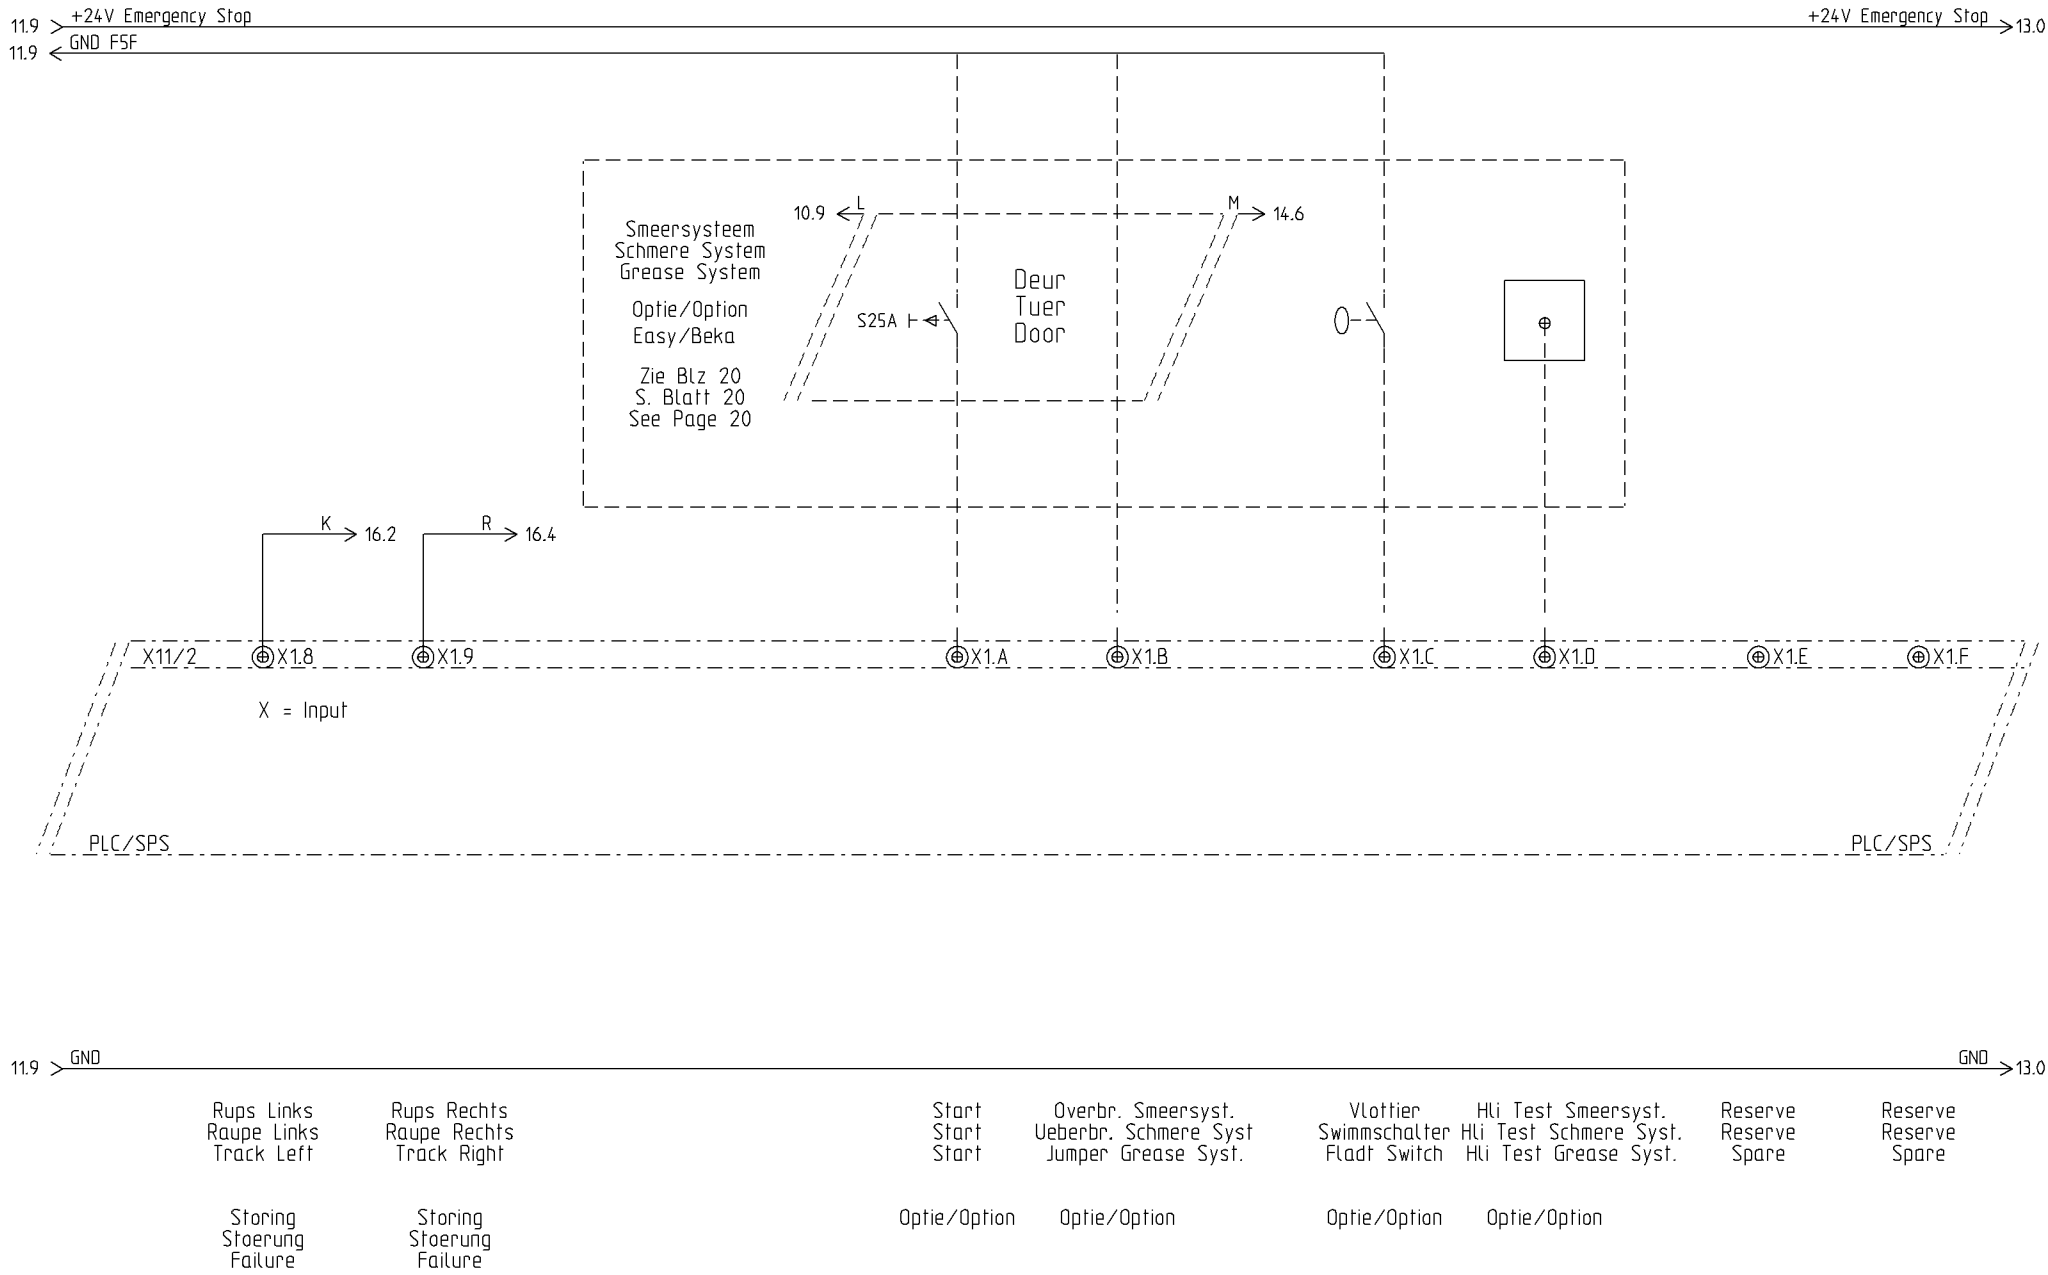 11.9 +24V Emergency Stop +24V Emergency Stop 13.0
11.9 GND F5F
10.9 L M 14.6
Smeersysteem
Schmere System
Grease System
Optie/Option
Easy/Beka
Zie Blz 20
S. Blatt 20
See Page 20
S25A
Deur
Tuer
Door
K 16.2 R 16.4
X11/2 X1.8 X1.9 X1.A X1.B X1.C X1.D X1.E X1.F
X = Input
PLC/SPS PLC/SPS
11.9 GND GND 13.0
Rups Links
Raupe Links
Track Left
Storing
Stoerung
Failure
Rups Rechts
Raupe Rechts
Track Right
Storing
Stoerung
Failure
Start
Start
Start
Optie/Option
Overbr. Smeersyst.
Ueberbr. Schmere Syst
Jumper Grease Syst.
Optie/Option
Vlottier
Swimmschalter
Fladt Switch
Optie/Option
Hli Test Smeersyst.
Hli Test Schmere Syst.
Hli Test Grease Syst.
Optie/Option
Reserve
Reserve
Spare
Reserve
Reserve
Spare